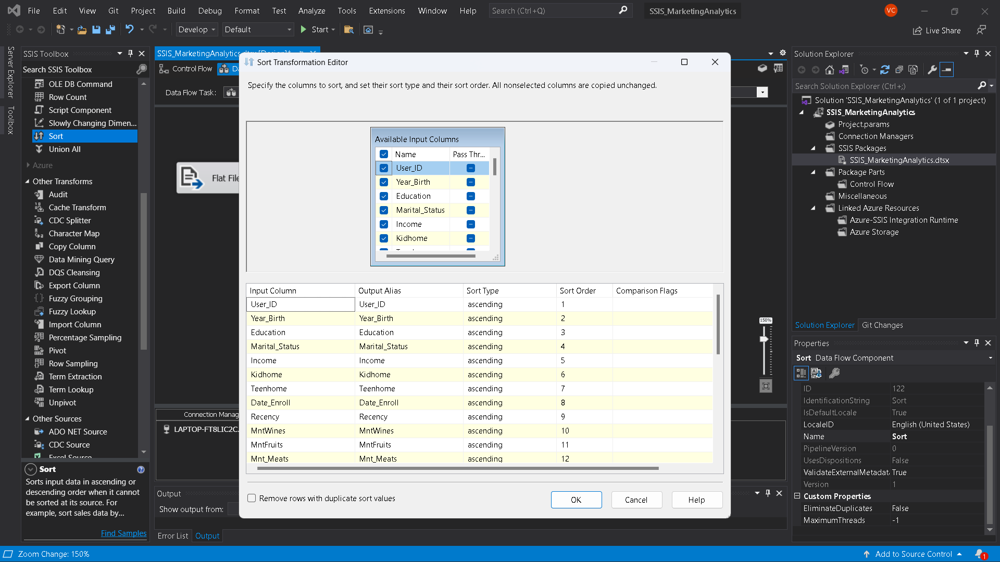 File Edit View Git Project Build Debug Format Test Analyze Tools Extensions Window Help Search (Ctrl+Q) SSIS_MarketingAnalytics VC
Develop Default Start Live Share
Server Explorer
Toolbox
SSIS Toolbox
Search SSIS Toolbox
OLE DB Command
Row Count
Script Component
Slowly Changing Dimen...
Sort
Union All
Azure
Other Transforms
Audit
Cache Transform
CDC Splitter
Character Map
Copy Column
Data Mining Query
DQS Cleansing
Export Column
Fuzzy Grouping
Fuzzy Lookup
Import Column
Percentage Sampling
Pivot
Row Sampling
Term Extraction
Term Lookup
Unpivot
Other Sources
ADO NET Source
CDC Source
Excel Source
Sort
Sorts input data in ascending or
descending order when it cannot
be sorted at its source. For
example, sort sales data by...
Find Samples
SSIS_MarketingAnalytics.dtsx [Design]*
Control Flow Da
Data Flow Task:
Flat File
150%
Connection Manag
LAPTOP-FT8LIC2C.
Output
Show output from:
Error List Output
Sort Transformation Editor
Specify the columns to sort, and set their sort type and their sort order. All nonselected columns are copied unchanged.
Available Input Columns
Name Pass Thr...
User_ID
Year_Birth
Education
Marital_Status
Income
Kidhome
Input Column Output Alias Sort Type Sort Order Comparison Flags
User_ID User_ID ascending 1
Year_Birth Year_Birth ascending 2
Education Education ascending 3
Marital_Status Marital_Status ascending 4
Income Income ascending 5
Kidhome Kidhome ascending 6
Teenhome Teenhome ascending 7
Date_Enroll Date_Enroll ascending 8
Recency Recency ascending 9
MntWines MntWines ascending 10
MntFruits MntFruits ascending 11
Mnt_Meats Mnt_Meats ascending 12
Remove rows with duplicate sort values
OK Cancel Help
Solution Explorer
Search Solution Explorer (Ctrl+;)
Solution 'SSIS_MarketingAnalytics' (1 of 1 project)
SSIS_MarketingAnalytics
Project.params
Connection Managers
SSIS Packages
SSIS_MarketingAnalytics.dtsx
Package Parts
Control Flow
Miscellaneous
Linked Azure Resources
Azure-SSIS Integration Runtime
Azure Storage
Solution Explorer Git Changes
Properties
Sort Data Flow Component
ID 122
IdentificationString Sort
IsDefaultLocale True
LocaleID English (United States)
Name Sort
PipelineVersion 0
UsesDispositions False
ValidateExternalMetadat True
Version 1
Custom Properties
EliminateDuplicates False
MaximumThreads -1
Zoom Change: 150% Add to Source Control 1